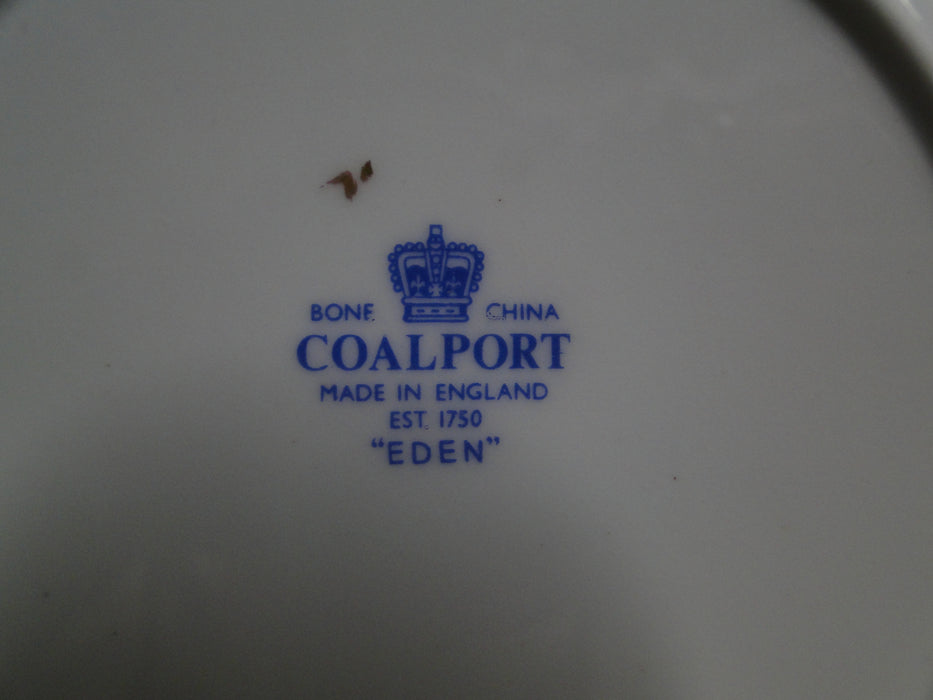 BONE CHINA
COALPORT
MADE IN ENGLAND
EST. 1750
"EDEN"